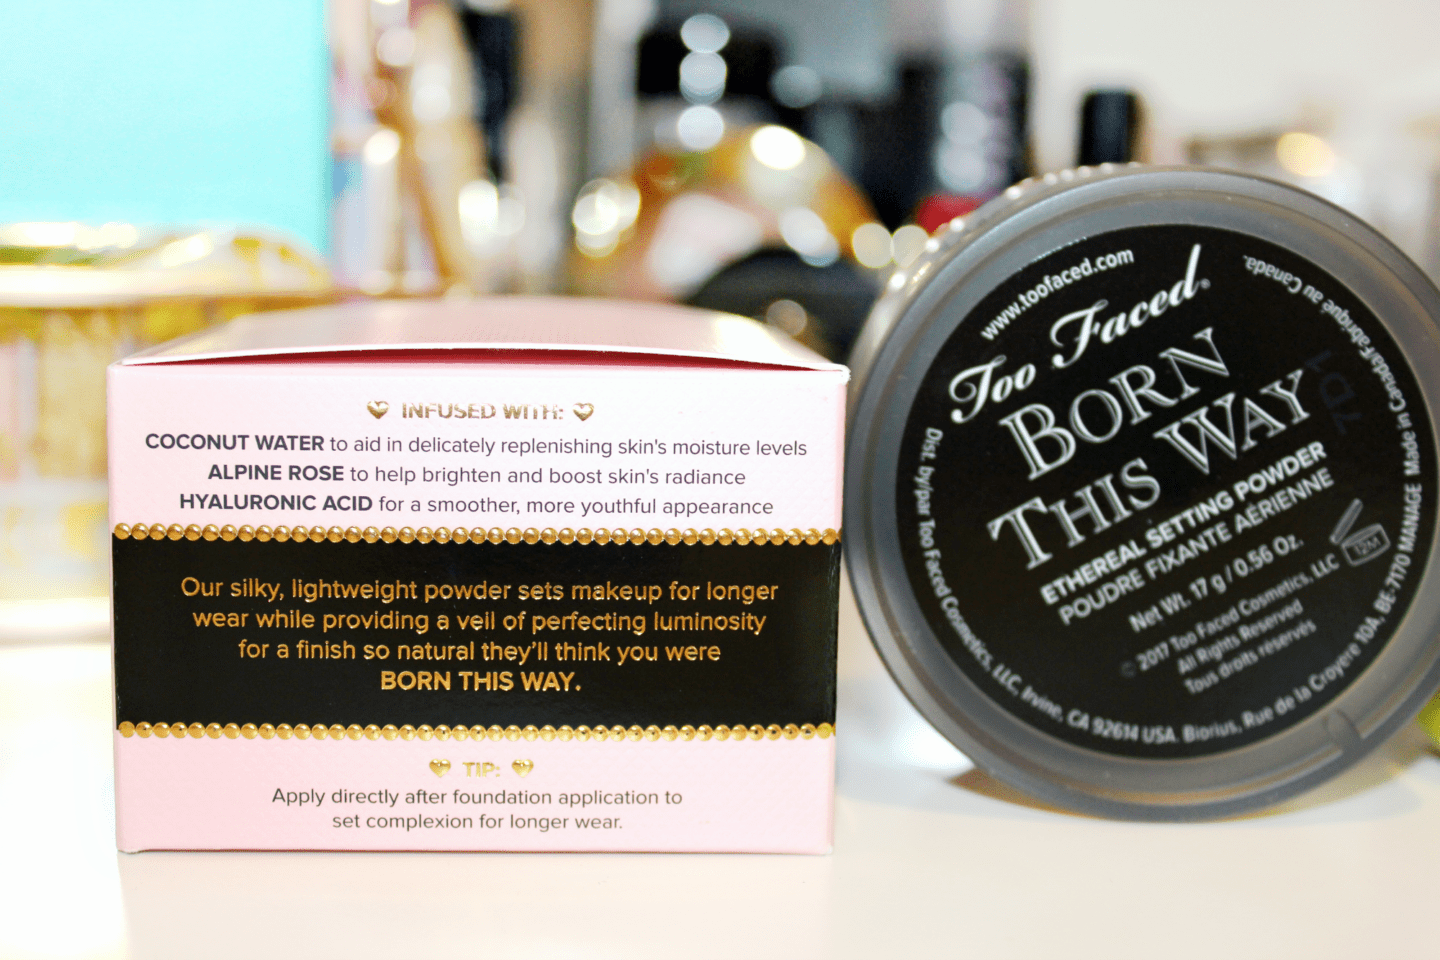 INFUSED WITH:
COCONUT WATER to aid in delicately replenishing skin's moisture levels
ALPINE ROSE to help brighten and boost skin's radiance
HYALURONIC ACID for a smoother, more youthful appearance
Our silky, lightweight powder sets makeup for longer
wear while providing a veil of perfecting luminosity
for a finish so natural they'll think you were
BORN THIS WAY.
TIP:
Apply directly after foundation application to
set complexion for longer wear.
www.toofaced.com
Too Faced®
BORN
THIS WAY
ETHEREAL SETTING POWDER
POUDRE FIXANTE AÉRIENNE
Net Wt. 17 g / 0.56 Oz.
© 2017 Too Faced Cosmetics, LLC
All Rights Reserved
Tous droits réservés
12M
Dist. by/par Too Faced Cosmetics, LLC, Irvine, CA 92614 USA. Biorius, Rue de la Croyere 10A, BE-7170 MANAGE Made in Canada/Fabriqué au Canada.
7D1